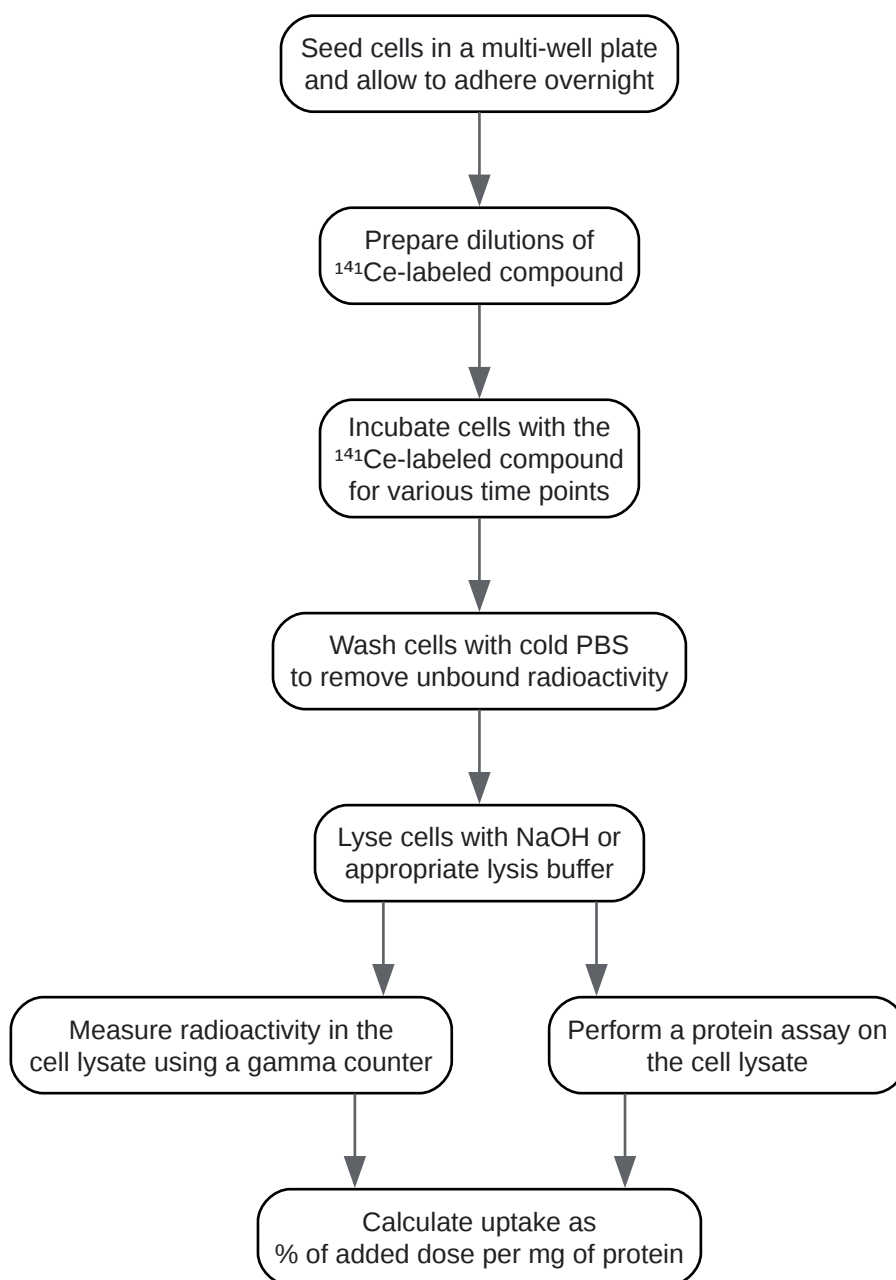 Seed cells in a multi-well plate
and allow to adhere overnight
Prepare dilutions of
¹⁴¹Ce-labeled compound
Incubate cells with the
¹⁴¹Ce-labeled compound
for various time points
Wash cells with cold PBS
to remove unbound radioactivity
Lyse cells with NaOH or
appropriate lysis buffer
Measure radioactivity in the
cell lysate using a gamma counter
Perform a protein assay on
the cell lysate
Calculate uptake as
% of added dose per mg of protein